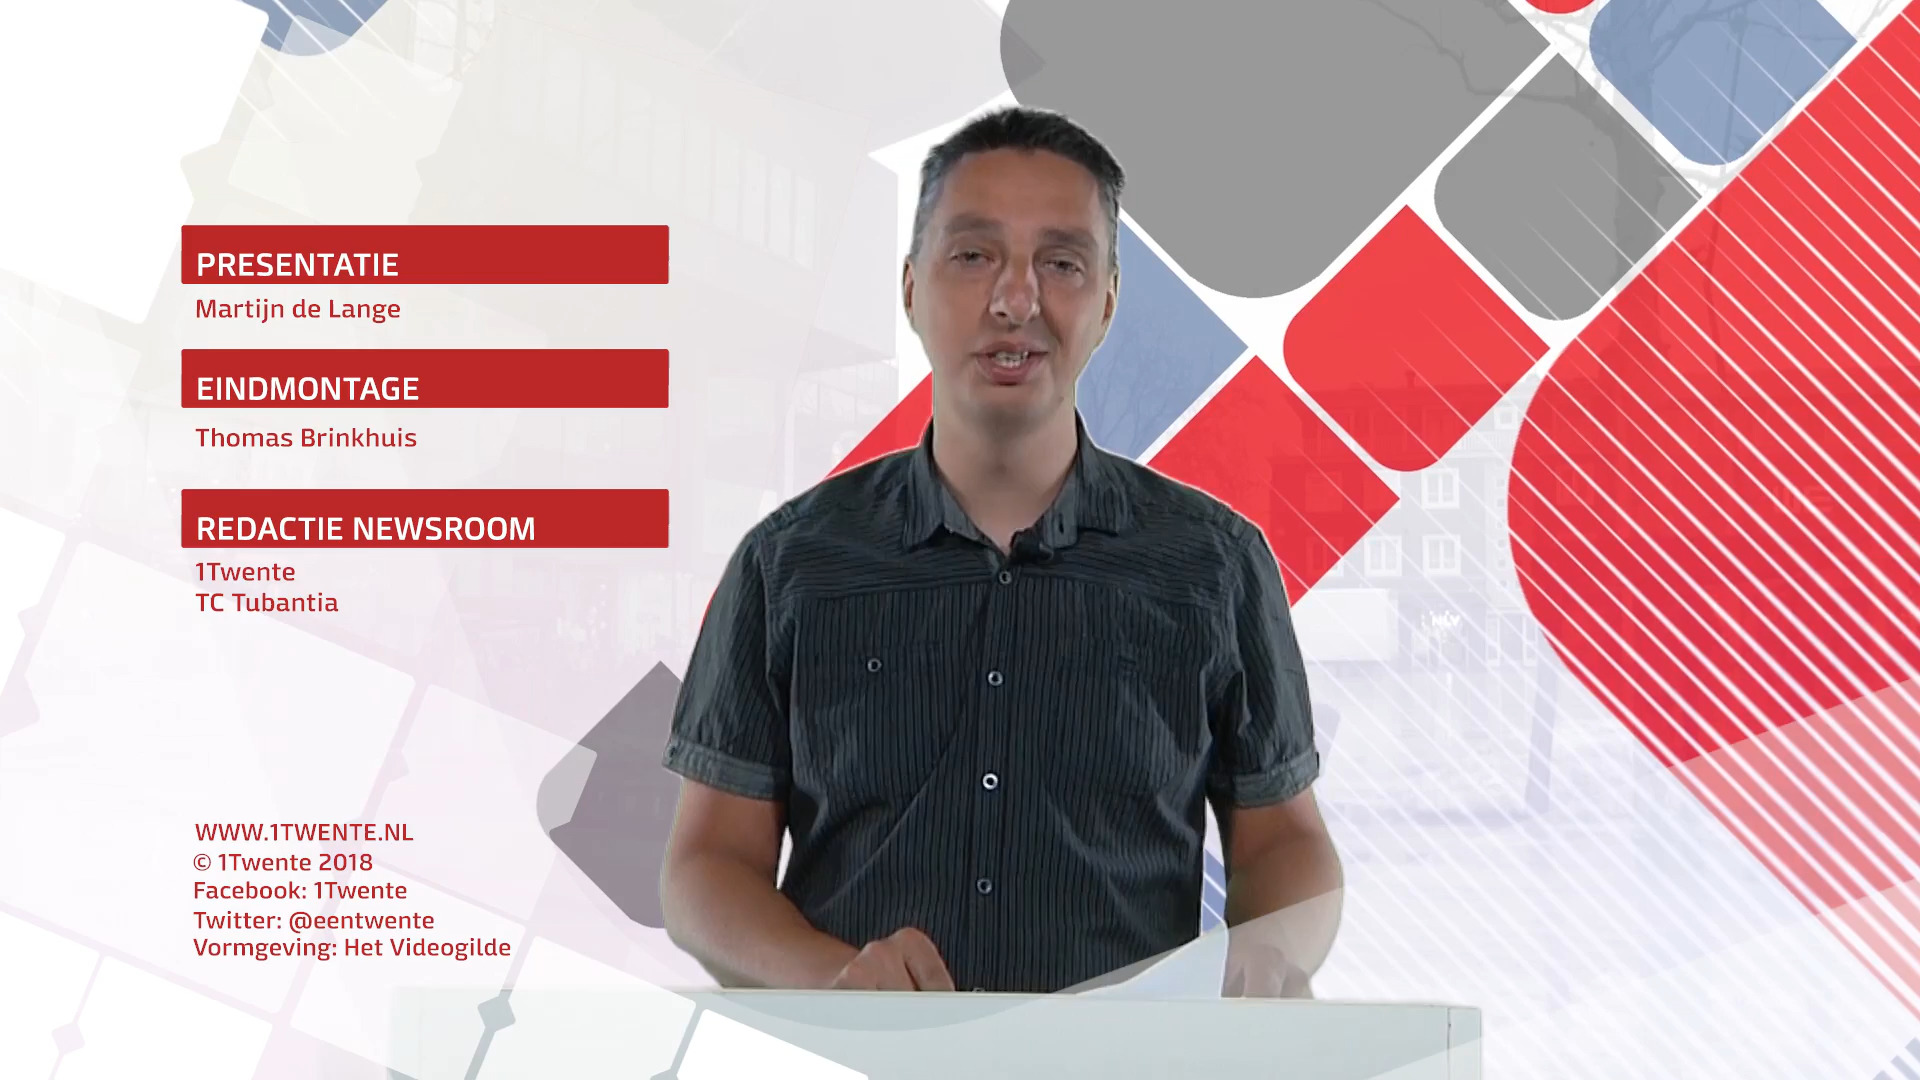 PRESENTATIE
Martijn de Lange
EINDMONTAGE
Thomas Brinkhuis
REDACTIE NEWSROOM
1Twente
TC Tubantia
WWW.1TWENTE.NL
© 1Twente 2018
Facebook: 1Twente
Twitter: @eentwente
Vormgeving: Het Videogilde